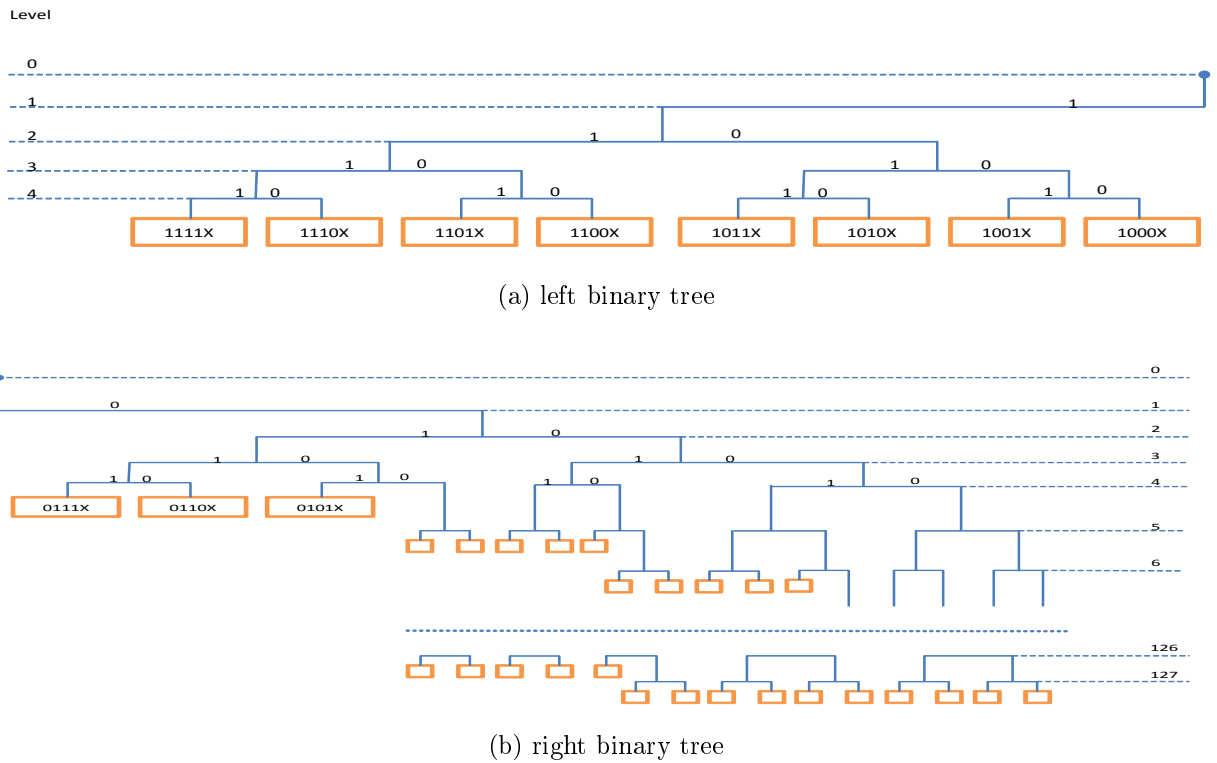 Level
0
1 1
2 1 0
3 1 0 1 0
4 1 0 1 0 1 0 1 0
1111X 1110X 1101X 1100X 1011X 1010X 1001X 1000X
(a) left binary tree
0
0 1
1 0 2
1 0 1 0 3
1 0 1 0 1 0 1 0 4
0111X 0110X 0101X
5
6
126
127
(b) right binary tree